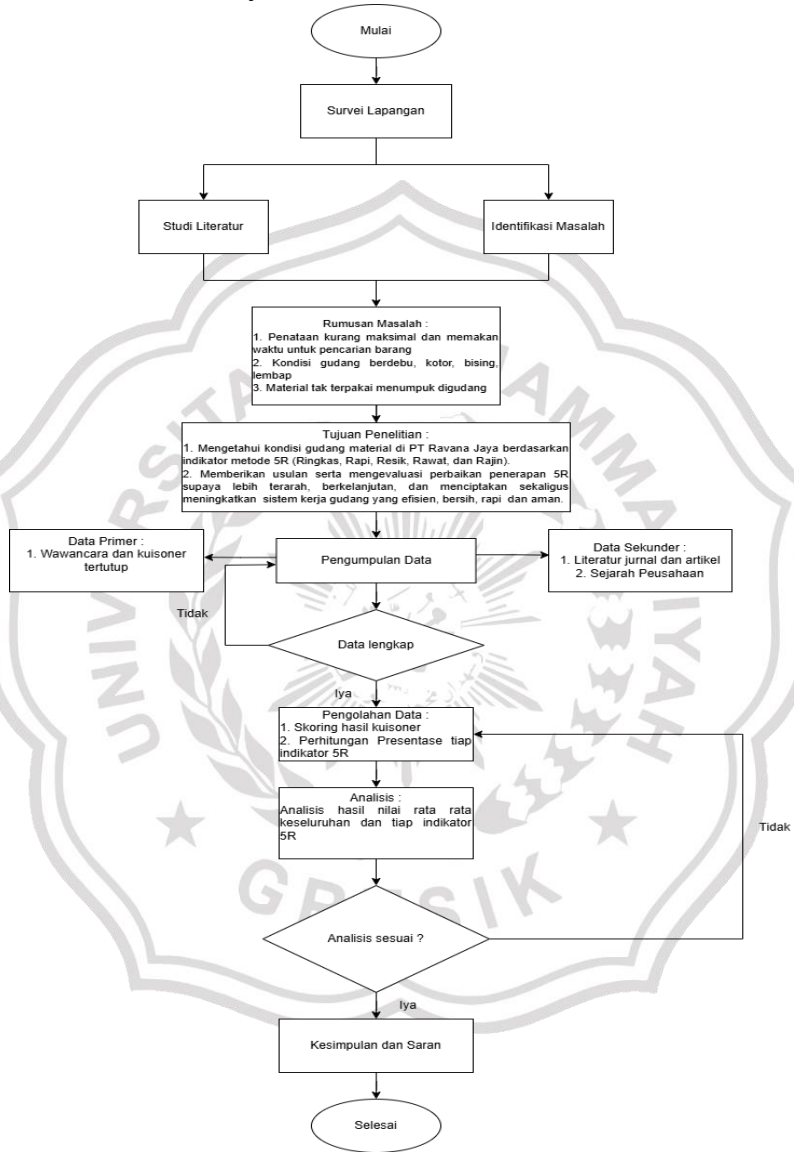 Mulai
Survei Lapangan
Studi Literatur
Identifikasi Masalah
Rumusan Masalah :
1. Penataan kurang maksimal dan memakan
waktu untuk pencarian barang
2. Kondisi gudang berdebu, kotor, bising,
lembap
3. Material tak terpakai menumpuk digudang
Tujuan Penelitian :
1. Mengetahui kondisi gudang material di PT Ravana Jaya berdasarkan
indikator metode 5R (Ringkas, Rapi, Resik, Rawat, dan Rajin).
2. Memberikan usulan serta mengevaluasi perbaikan penerapan 5R
supaya lebih terarah, berkelanjutan, dan menciptakan sekaligus
meningkatkan sistem kerja gudang yang efisien, bersih, rapi dan aman.
Data Primer :
1. Wawancara dan kuisoner
tertutup
Pengumpulan Data
Data Sekunder :
1. Literatur jurnal dan artikel
2. Sejarah Peusahaan
Tidak
Data lengkap
Iya
Pengolahan Data :
1. Skoring hasil kuisoner
2. Perhitungan Presentase tiap
indikator 5R
Analisis :
Analisis hasil nilai rata rata
keseluruhan dan tiap indikator
5R
Tidak
Analisis sesuai ?
Iya
Kesimpulan dan Saran
Selesai
UNIVERSITAS MUHAMMADIYAH
GRESIK